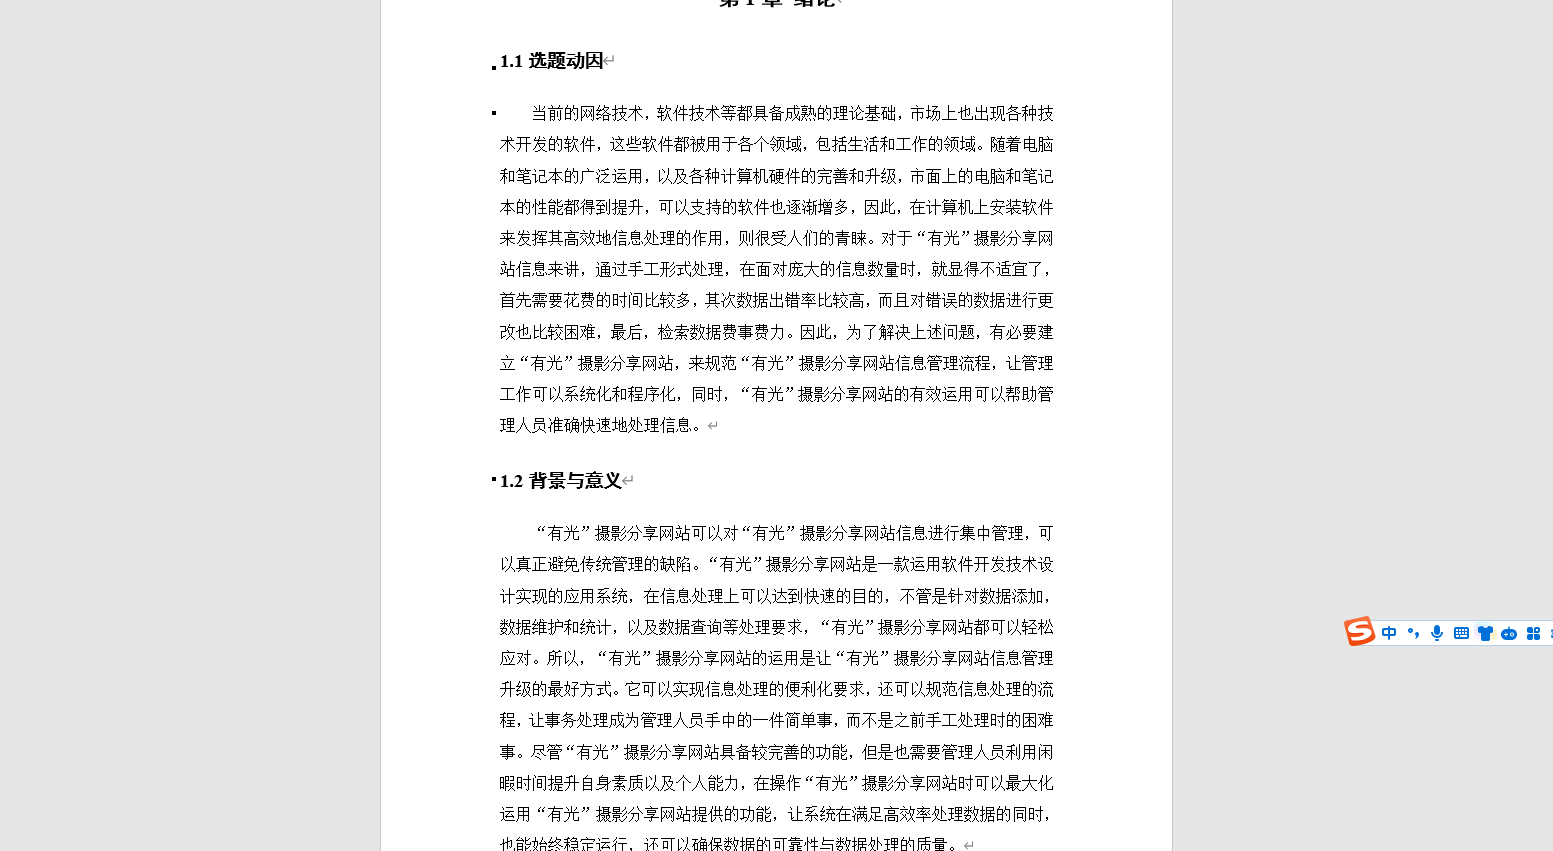 第 1 章 绪论
1.1 选题动因
当前的网络技术，软件技术等都具备成熟的理论基础，市场上也出现各种技
术开发的软件，这些软件都被用于各个领域，包括生活和工作的领域。随着电脑
和笔记本的广泛运用，以及各种计算机硬件的完善和升级，市面上的电脑和笔记
本的性能都得到提升，可以支持的软件也逐渐增多，因此，在计算机上安装软件
来发挥其高效地信息处理的作用，则很受人们的青睐。对于“有光”摄影分享网
站信息来讲，通过手工形式处理，在面对庞大的信息数量时，就显得不适宜了，
首先需要花费的时间比较多，其次数据出错率比较高，而且对错误的数据进行更
改也比较困难，最后，检索数据费事费力。因此，为了解决上述问题，有必要建
立“有光”摄影分享网站，来规范“有光”摄影分享网站信息管理流程，让管理
工作可以系统化和程序化，同时，“有光”摄影分享网站的有效运用可以帮助管
理人员准确快速地处理信息。
1.2 背景与意义
“有光”摄影分享网站可以对“有光”摄影分享网站信息进行集中管理，可
以真正避免传统管理的缺陷。“有光”摄影分享网站是一款运用软件开发技术设
计实现的应用系统，在信息处理上可以达到快速的目的，不管是针对数据添加，
数据维护和统计，以及数据查询等处理要求，“有光”摄影分享网站都可以轻松
应对。所以，“有光”摄影分享网站的运用是让“有光”摄影分享网站信息管理
升级的最好方式。它可以实现信息处理的便利化要求，还可以规范信息处理的流
程，让事务处理成为管理人员手中的一件简单事，而不是之前手工处理时的困难
事。尽管“有光”摄影分享网站具备较完善的功能，但是也需要管理人员利用闲
暇时间提升自身素质以及个人能力，在操作“有光”摄影分享网站时可以最大化
运用“有光”摄影分享网站提供的功能，让系统在满足高效率处理数据的同时，
也能始终稳定运行，还可以确保数据的可靠性与数据处理的质量。
中